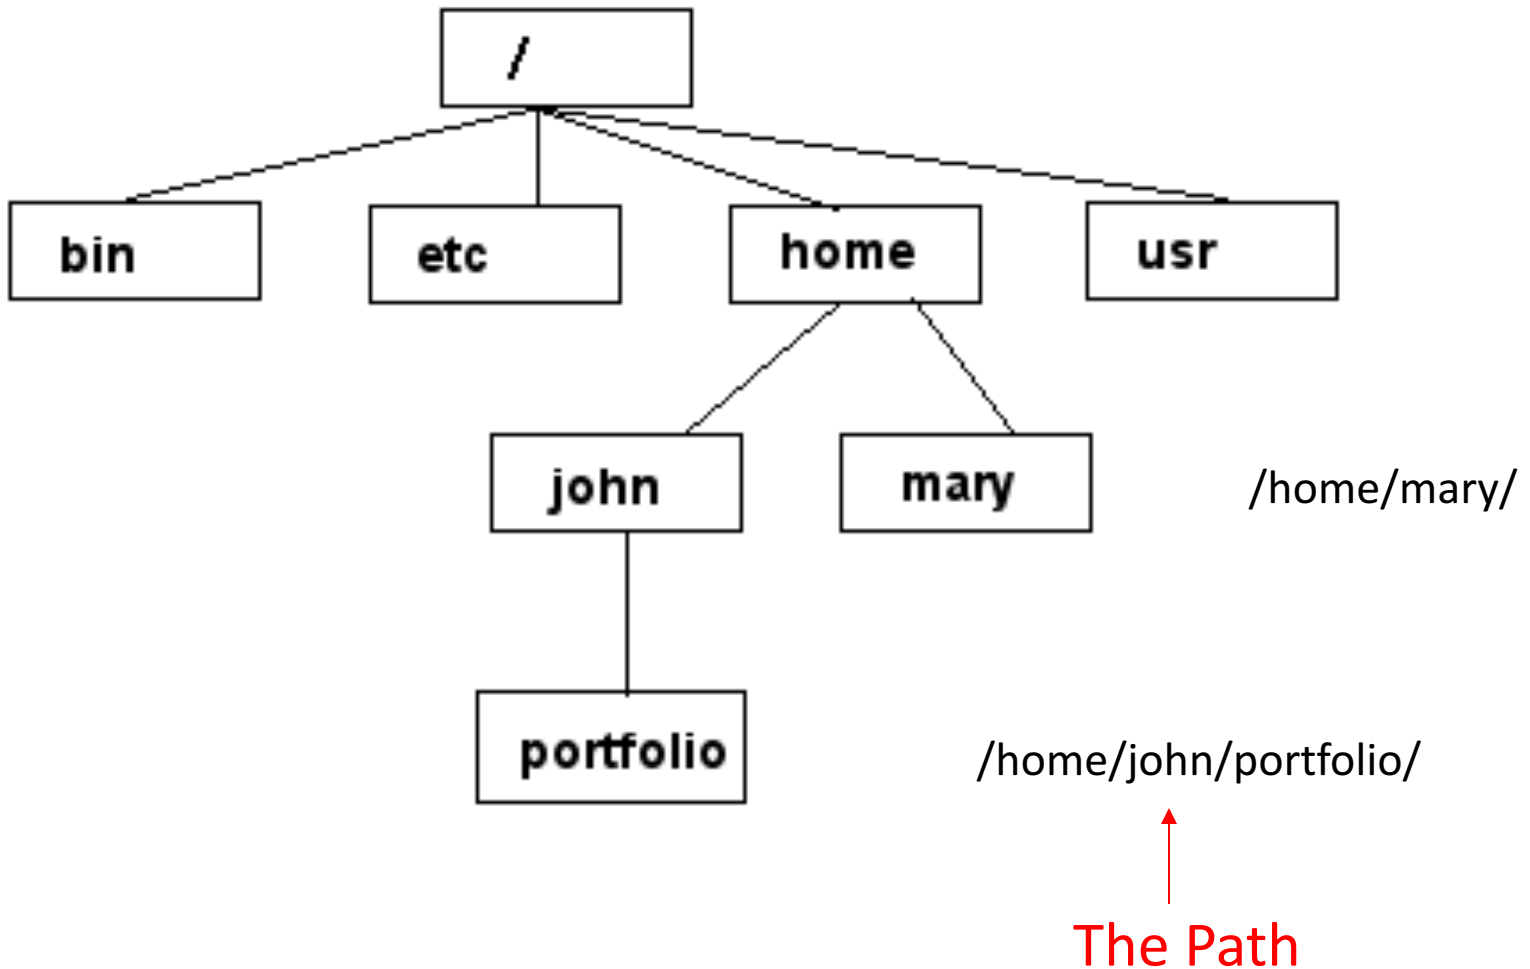 /
bin
etc
home
usr
john
mary
/home/mary/
portfolio
/home/john/portfolio/
The Path